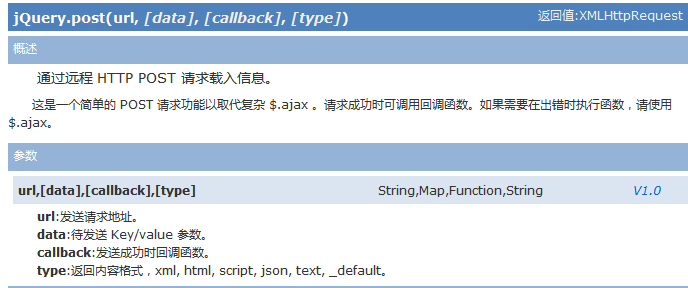 jQuery.post(url, [data], [callback], [type]) 返回值:XMLHttpRequest
概述
通过远程 HTTP POST 请求载入信息。
这是一个简单的 POST 请求功能以取代复杂 $.ajax 。请求成功时可调用回调函数。如果需要在出错时执行函数，请使用
$.ajax。
参数
url,[data],[callback],[type] String,Map,Function,String V1.0
url:发送请求地址。
data:待发送 Key/value 参数。
callback:发送成功时回调函数。
type:返回内容格式，xml, html, script, json, text, _default。